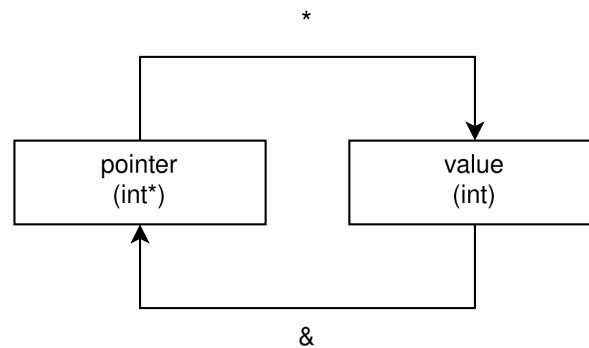 *
pointer
(int*)
value
(int)
&